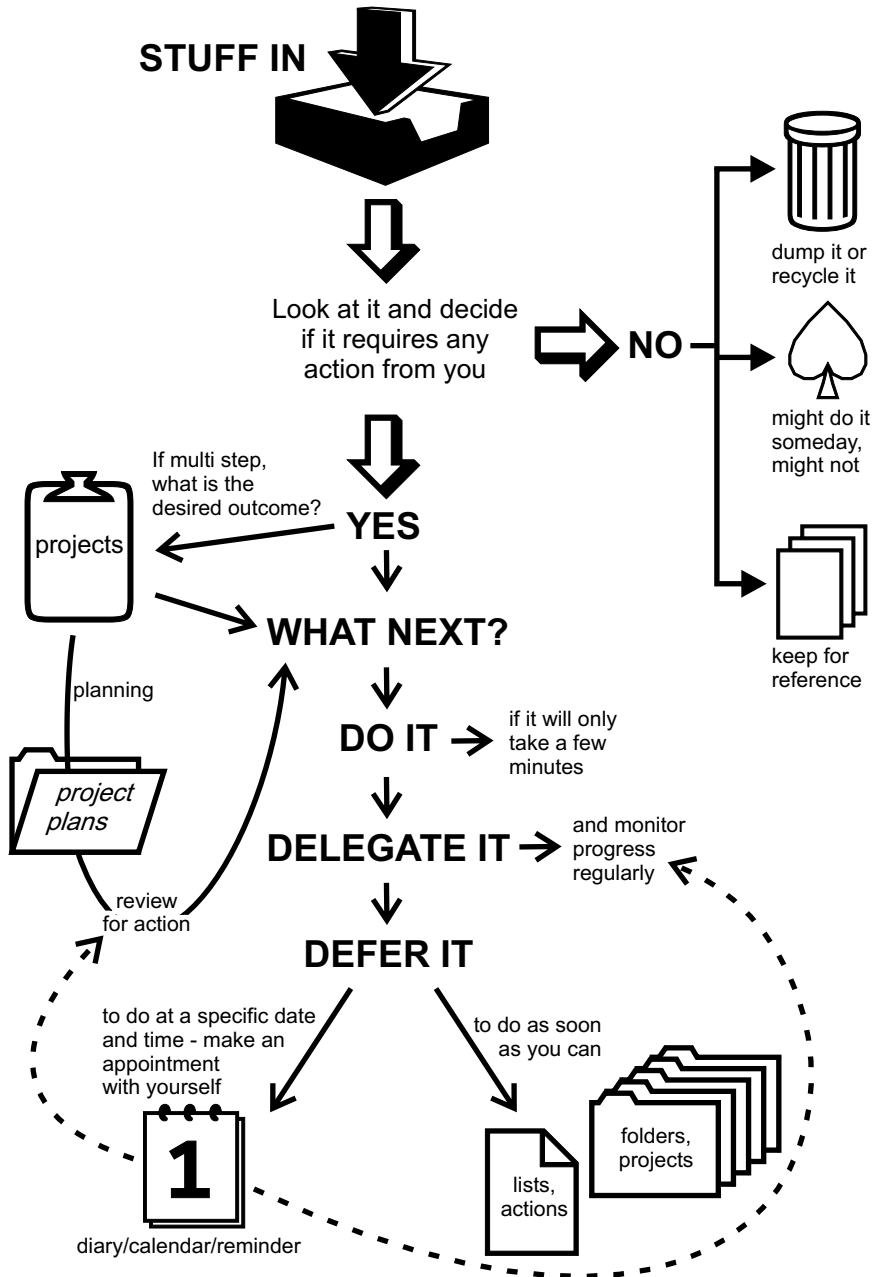 STUFF IN
dump it or
recycle it
Look at it and decide
if it requires any
action from you
NO
might do it
someday,
might not
If multi step,
what is the
desired outcome?
YES
projects
keep for
reference
WHAT NEXT?
planning
DO IT
if it will only
take a few
minutes
project
plans
DELEGATE IT
and monitor
progress
regularly
review
for action
DEFER IT
to do at a specific date
and time - make an
appointment
with yourself
to do as soon
as you can
1
diary/calendar/reminder
lists,
actions
folders,
projects